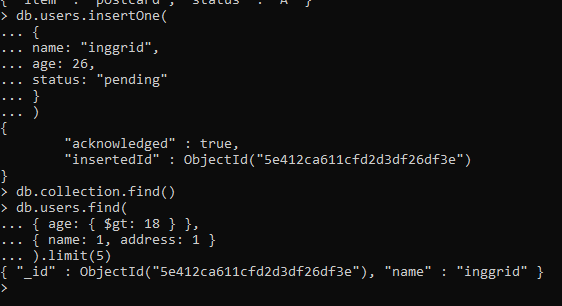 { "item" : "postcard", "status" : "A" }
> db.users.insertOne(
... {
... name: "inggrid",
... age: 26,
... status: "pending"
... }
... )
{
        "acknowledged" : true,
        "insertedId" : ObjectId("5e412ca611cfd2d3df26df3e")
}
> db.collection.find()
> db.users.find(
... { age: { $gt: 18 } },
... { name: 1, address: 1 }
... ).limit(5)
{ "_id" : ObjectId("5e412ca611cfd2d3df26df3e"), "name" : "inggrid" }
>